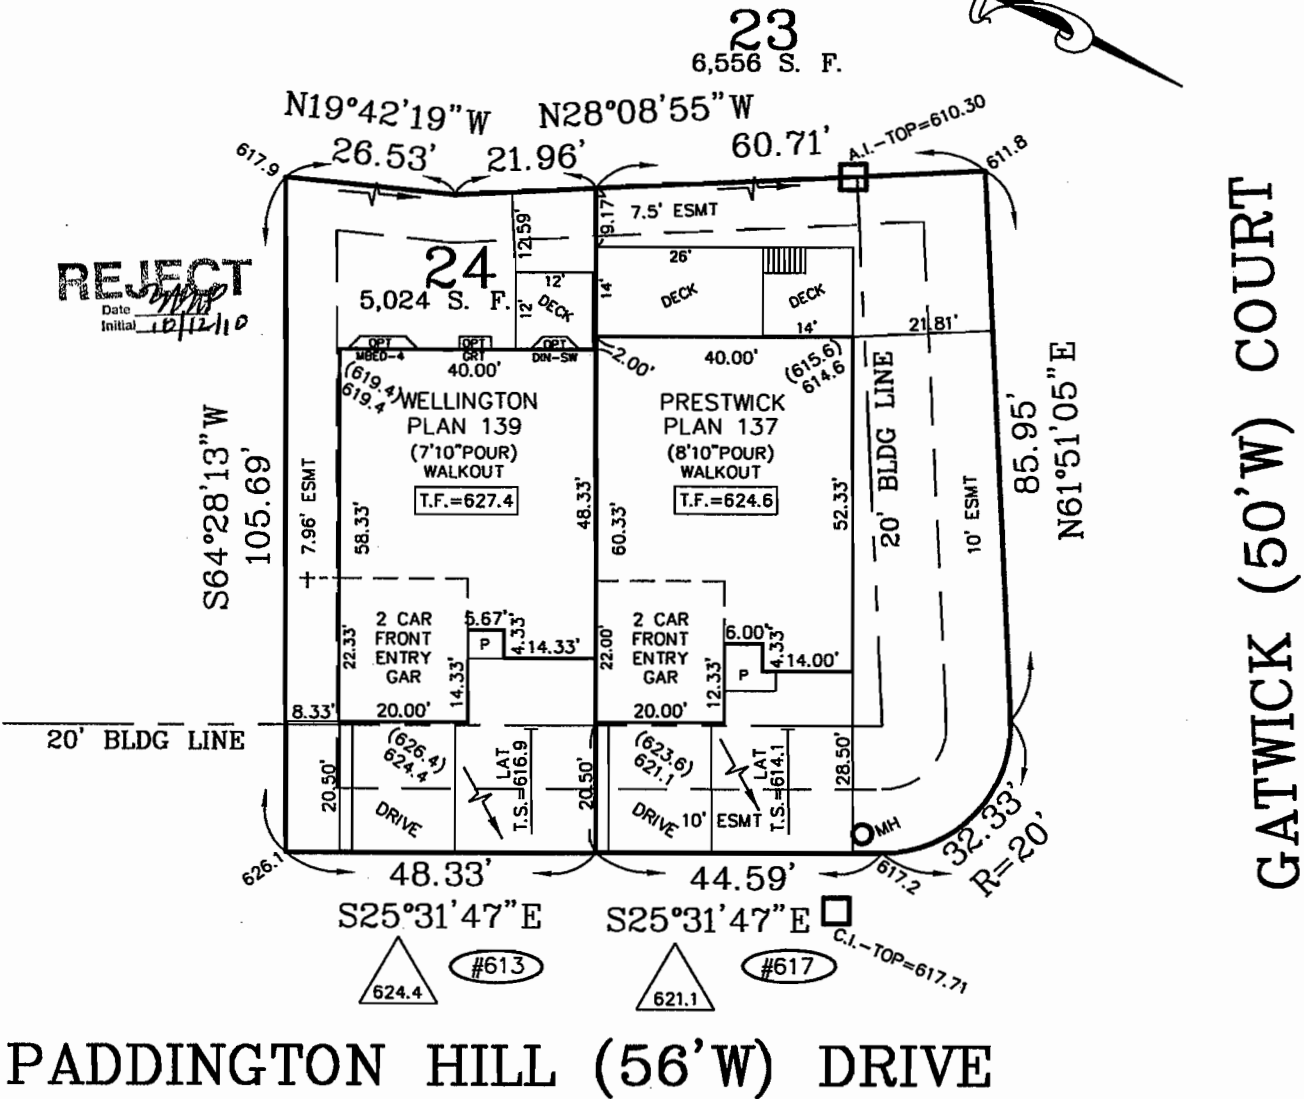 23
6,556 S. F.
N19°42'19"W
N28°08'55"W
26.53'
21.96'
60.71'
A.I.-TOP=610.30
617.9
611.8
7.5' ESMT
12.59'
9.17'
REJECT
Date
Initial 10/12/10
24
5,024 S. F.
12'
12'
DECK
14'
26'
DECK
DECK
14'
21.81'
OPT
MBED-4
OPT
GRT
OPT
DIN-SW
40.00'
2.00'
40.00'
(619.4)
619.4
(615.6)
614.6
WELLINGTON
PLAN 139
(7'10"POUR)
WALKOUT
T.F.=627.4
PRESTWICK
PLAN 137
(8'10"POUR)
WALKOUT
T.F.=624.6
S64°28'13"W
105.69'
7.96' ESMT
58.33'
48.33'
60.33'
52.33'
20' BLDG LINE
10' ESMT
85.95'
N61°51'05"E
GATWICK (50'W) COURT
2 CAR
FRONT
ENTRY
GAR
22.33'
14.33'
5.67'
P
4.33'
14.33'
2 CAR
FRONT
ENTRY
GAR
22.00'
12.33'
6.00'
P
4.33'
14.00'
8.33'
20.00'
20.00'
20' BLDG LINE
20.50'
(626.4)
624.4
DRIVE
LAT
T.S.=616.9
20.50'
(623.6)
621.1
DRIVE
10' ESMT
LAT
T.S.=614.1
28.50'
MH
626.1
48.33'
44.59'
617.2
32.33'
R=20'
S25°31'47"E
S25°31'47"E
C.I.-TOP=617.71
624.4
#613
621.1
#617
PADDINGTON HILL (56'W) DRIVE